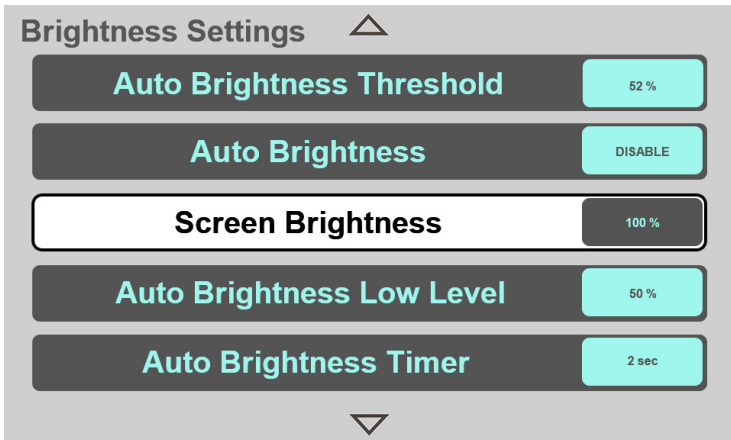 Brightness Settings
Auto Brightness Threshold 52 %
Auto Brightness DISABLE
Screen Brightness 100 %
Auto Brightness Low Level 50 %
Auto Brightness Timer 2 sec